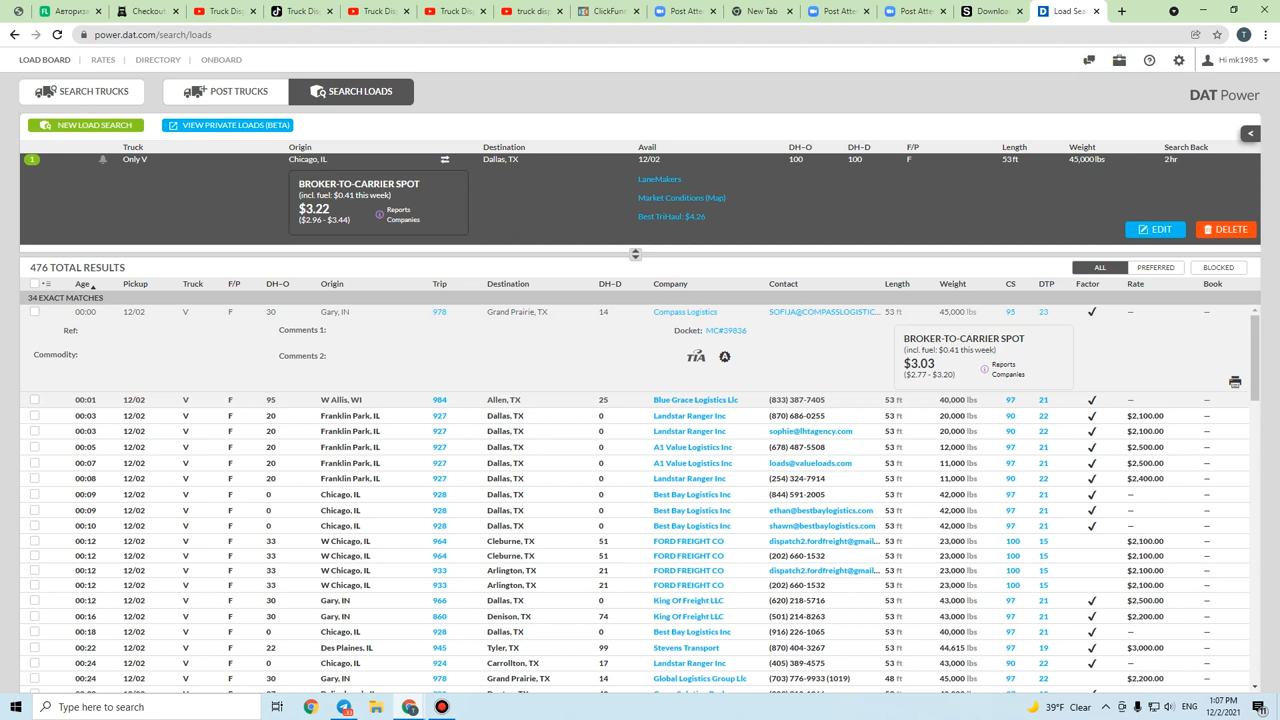 Aeropwsa
Checkout
Truck Disp
Truck Disp
Truck Disp
Truck Disp
truck disp
ClickFun
Post Atte
New Tab
Post Atte
Post Atte
Downloa
Load Sea
power.dat.com/search/loads
LOAD BOARD RATES DIRECTORY ONBOARD Hi mk1985
SEARCH TRUCKS POST TRUCKS SEARCH LOADS DAT Power
NEW LOAD SEARCH VIEW PRIVATE LOADS (BETA) <
Truck Origin Destination Avail DH–O DH–D F/P Length Weight Search Back
1 Only V Chicago, IL Dallas, TX 12/02 100 100 F 53 ft 45,000 lbs 2hr
BROKER-TO-CARRIER SPOT
(incl. fuel: $0.41 this week)
$3.22
($2.96 - $3.44)
Reports
Companies
LaneMakers
Market Conditions (Map)
Best TriHaul: $4.26
EDIT DELETE
476 TOTAL RESULTS ALL PREFERRED BLOCKED
Age Pickup Truck F/P DH–O Origin Trip Destination DH–D Company Contact Length Weight CS DTP Factor Rate Book
34 EXACT MATCHES
00:00 12/02 V F 30 Gary, IN 978 Grand Prairie, TX 14 Compass Logistics SOFIJA@COMPASSLOGISTIC... 53 ft 45,000 lbs 95 23 ✓ – –
Ref: Comments 1: Docket: MC#39836
Commodity: Comments 2: TIA A
BROKER-TO-CARRIER SPOT
(incl. fuel: $0.41 this week)
$3.03
($2.77 - $3.20)
Reports
Companies
00:01 12/02 V F 95 W Allis, WI 984 Allen, TX 25 Blue Grace Logistics Llc (833) 387-7405 53 ft 40,000 lbs 97 21 ✓ – –
00:03 12/02 V F 20 Franklin Park, IL 927 Dallas, TX 0 Landstar Ranger Inc (870) 686-0255 53 ft 20,000 lbs 90 22 ✓ $2,100.00 –
00:03 12/02 V F 20 Franklin Park, IL 927 Dallas, TX 0 Landstar Ranger Inc sophie@lhtagency.com 53 ft 20,000 lbs 90 22 ✓ $2,100.00 –
00:05 12/02 V F 20 Franklin Park, IL 927 Dallas, TX 0 A1 Value Logistics Inc (678) 487-5508 53 ft 12,000 lbs 97 21 ✓ $2,500.00 –
00:07 12/02 V F 20 Franklin Park, IL 927 Dallas, TX 0 A1 Value Logistics Inc loads@valueloads.com 53 ft 11,000 lbs 97 21 ✓ $2,500.00 –
00:08 12/02 V F 20 Franklin Park, IL 927 Dallas, TX 0 Landstar Ranger Inc (254) 324-7914 53 ft 11,000 lbs 90 22 ✓ $2,400.00 –
00:09 12/02 V F 0 Chicago, IL 928 Dallas, TX 0 Best Bay Logistics Inc (844) 591-2005 53 ft 42,000 lbs 97 21 ✓ – –
00:09 12/02 V F 0 Chicago, IL 928 Dallas, TX 0 Best Bay Logistics Inc ethan@bestbaylogistics.com 53 ft 42,000 lbs 97 21 ✓ – –
00:10 12/02 V F 0 Chicago, IL 928 Dallas, TX 0 Best Bay Logistics Inc shawn@bestbaylogistics.com 53 ft 42,000 lbs 97 21 ✓ – –
00:12 12/02 V F 33 W Chicago, IL 964 Cleburne, TX 51 FORD FREIGHT CO dispatch2.fordfreight@gmail... 53 ft 23,000 lbs 100 15 $2,100.00 –
00:12 12/02 V F 33 W Chicago, IL 964 Cleburne, TX 51 FORD FREIGHT CO (202) 660-1532 53 ft 23,000 lbs 100 15 $2,100.00 –
00:12 12/02 V F 33 W Chicago, IL 933 Arlington, TX 21 FORD FREIGHT CO dispatch2.fordfreight@gmail... 53 ft 23,000 lbs 100 15 $2,100.00 –
00:12 12/02 V F 33 W Chicago, IL 933 Arlington, TX 21 FORD FREIGHT CO (202) 660-1532 53 ft 23,000 lbs 100 15 $2,100.00 –
00:12 12/02 V F 30 Gary, IN 966 Dallas, TX 0 King Of Freight LLC (620) 218-5716 53 ft 43,000 lbs 97 21 ✓ $2,500.00 –
00:16 12/02 V F 30 Gary, IN 860 Denison, TX 74 King Of Freight LLC (501) 214-8263 53 ft 43,000 lbs 97 21 ✓ $2,200.00 –
00:18 12/02 V F 0 Chicago, IL 928 Dallas, TX 0 Best Bay Logistics Inc (916) 226-1065 53 ft 42,000 lbs 97 21 ✓ – –
00:22 12/02 V F 22 Des Plaines, IL 945 Tyler, TX 99 Stevens Transport (870) 404-3267 53 ft 44,615 lbs 97 19 ✓ $3,000.00 –
00:24 12/02 V F 0 Chicago, IL 924 Carrollton, TX 17 Landstar Ranger Inc (405) 389-4575 53 ft 40,000 lbs 90 22 ✓ – –
00:24 12/02 V F 30 Gary, IN 978 Grand Prairie, TX 14 Global Logistics Group Llc (703) 776-9933 (1019) 48 ft 45,000 lbs 97 22 ✓ $2,200.00 –
Type here to search 39°F Clear ENG 1:07 PM
12/2/2021